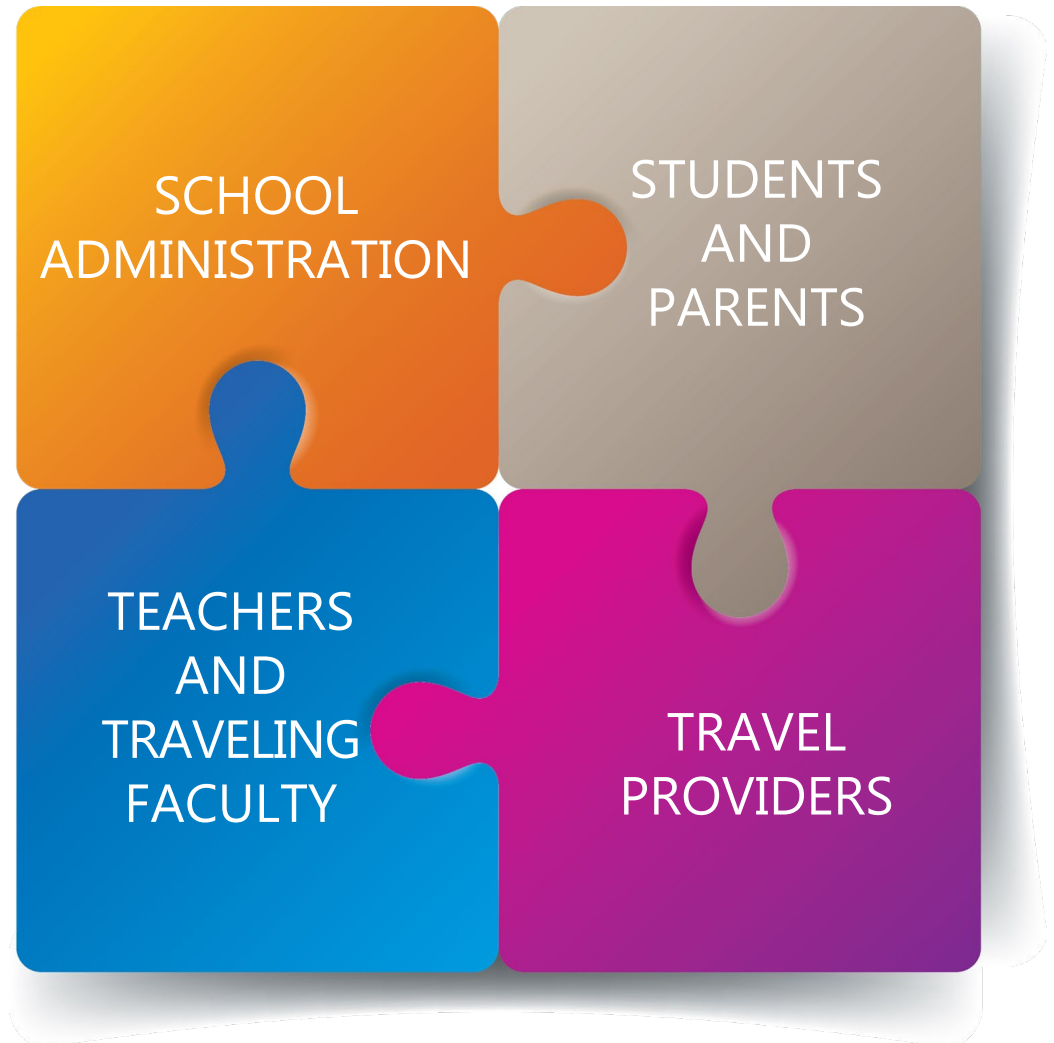 SCHOOL
ADMINISTRATION
STUDENTS
AND
PARENTS
TEACHERS
AND
TRAVELING
FACULTY
TRAVEL
PROVIDERS